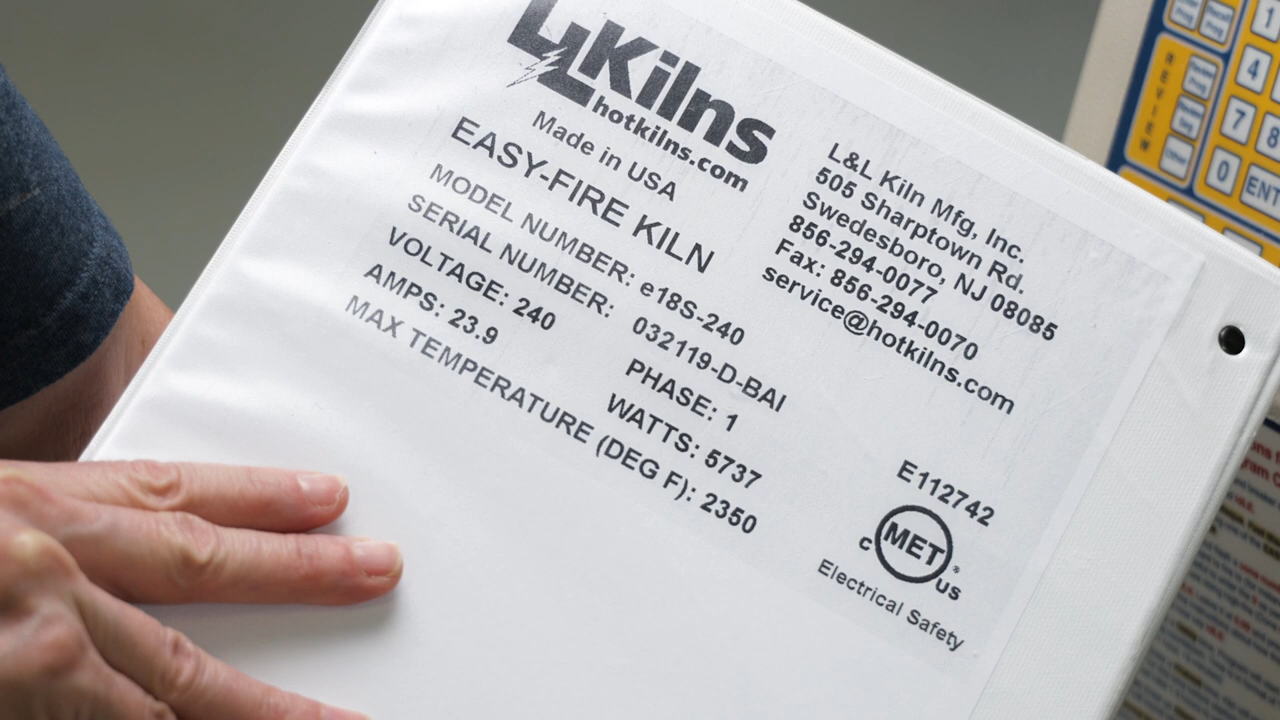 L&L Kilns
hotkilns.com
Made in USA
EASY-FIRE KILN
MODEL NUMBER: e18S-240
SERIAL NUMBER: 032119-D-BAI
VOLTAGE: 240 PHASE: 1
AMPS: 23.9 WATTS: 5737
MAX TEMPERATURE (DEG F): 2350
L&L Kiln Mfg, Inc.
505 Sharptown Rd.
Swedesboro, NJ 08085
856-294-0077
Fax: 856-294-0070
service@hotkilns.com
E112742
c MET ® us
Electrical Safety
REVIEW
Other
1
4
7 8
0 ENT